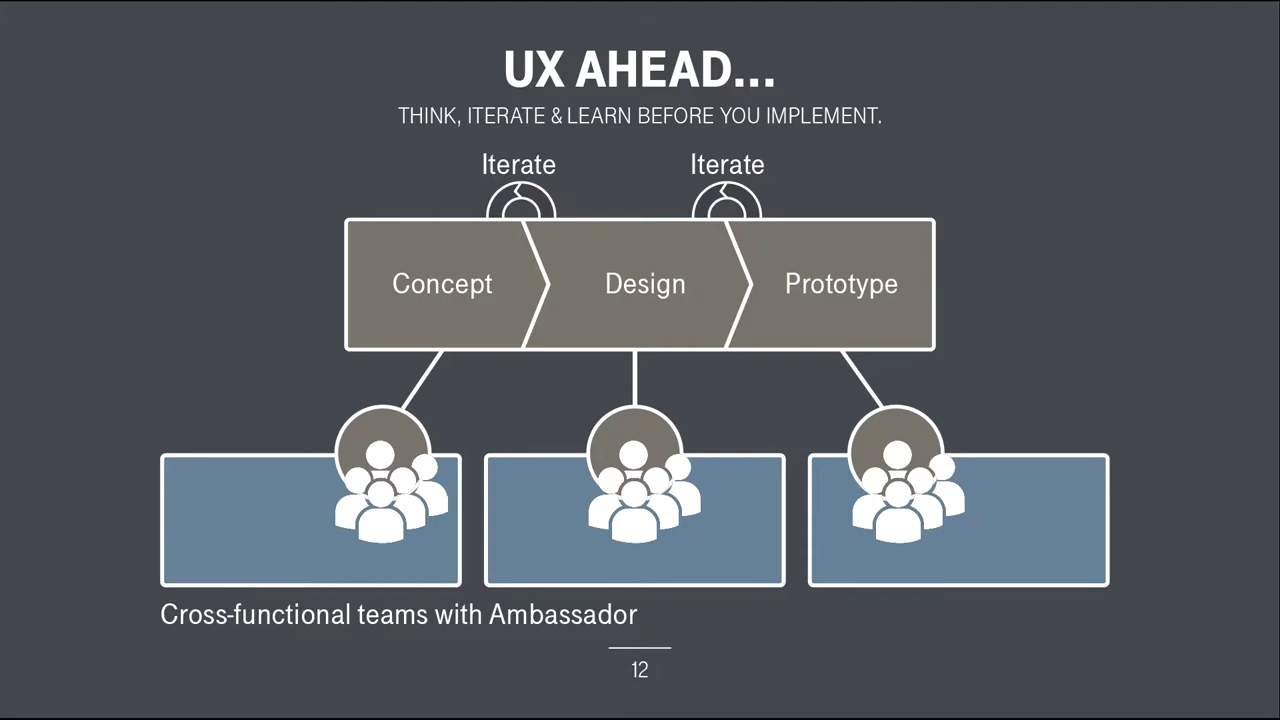 UX AHEAD...
THINK, ITERATE & LEARN BEFORE YOU IMPLEMENT.
Iterate
Iterate
Concept
Design
Prototype
Cross-functional teams with Ambassador
12